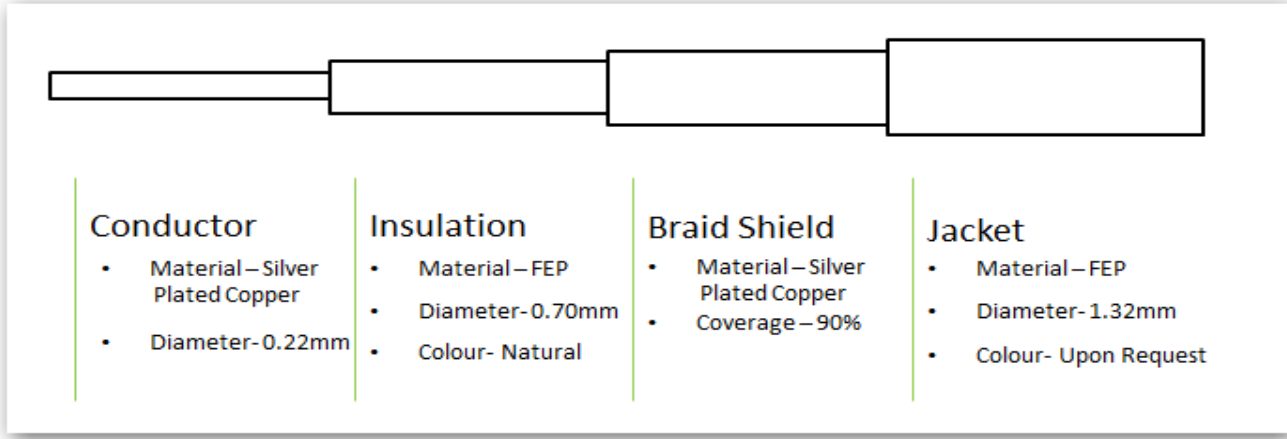 Conductor
• Material – Silver
Plated Copper
• Diameter- 0.22mm
Insulation
• Material – FEP
• Diameter- 0.70mm
• Colour- Natural
Braid Shield
• Material – Silver
Plated Copper
• Coverage – 90%
Jacket
• Material – FEP
• Diameter- 1.32mm
• Colour- Upon Request